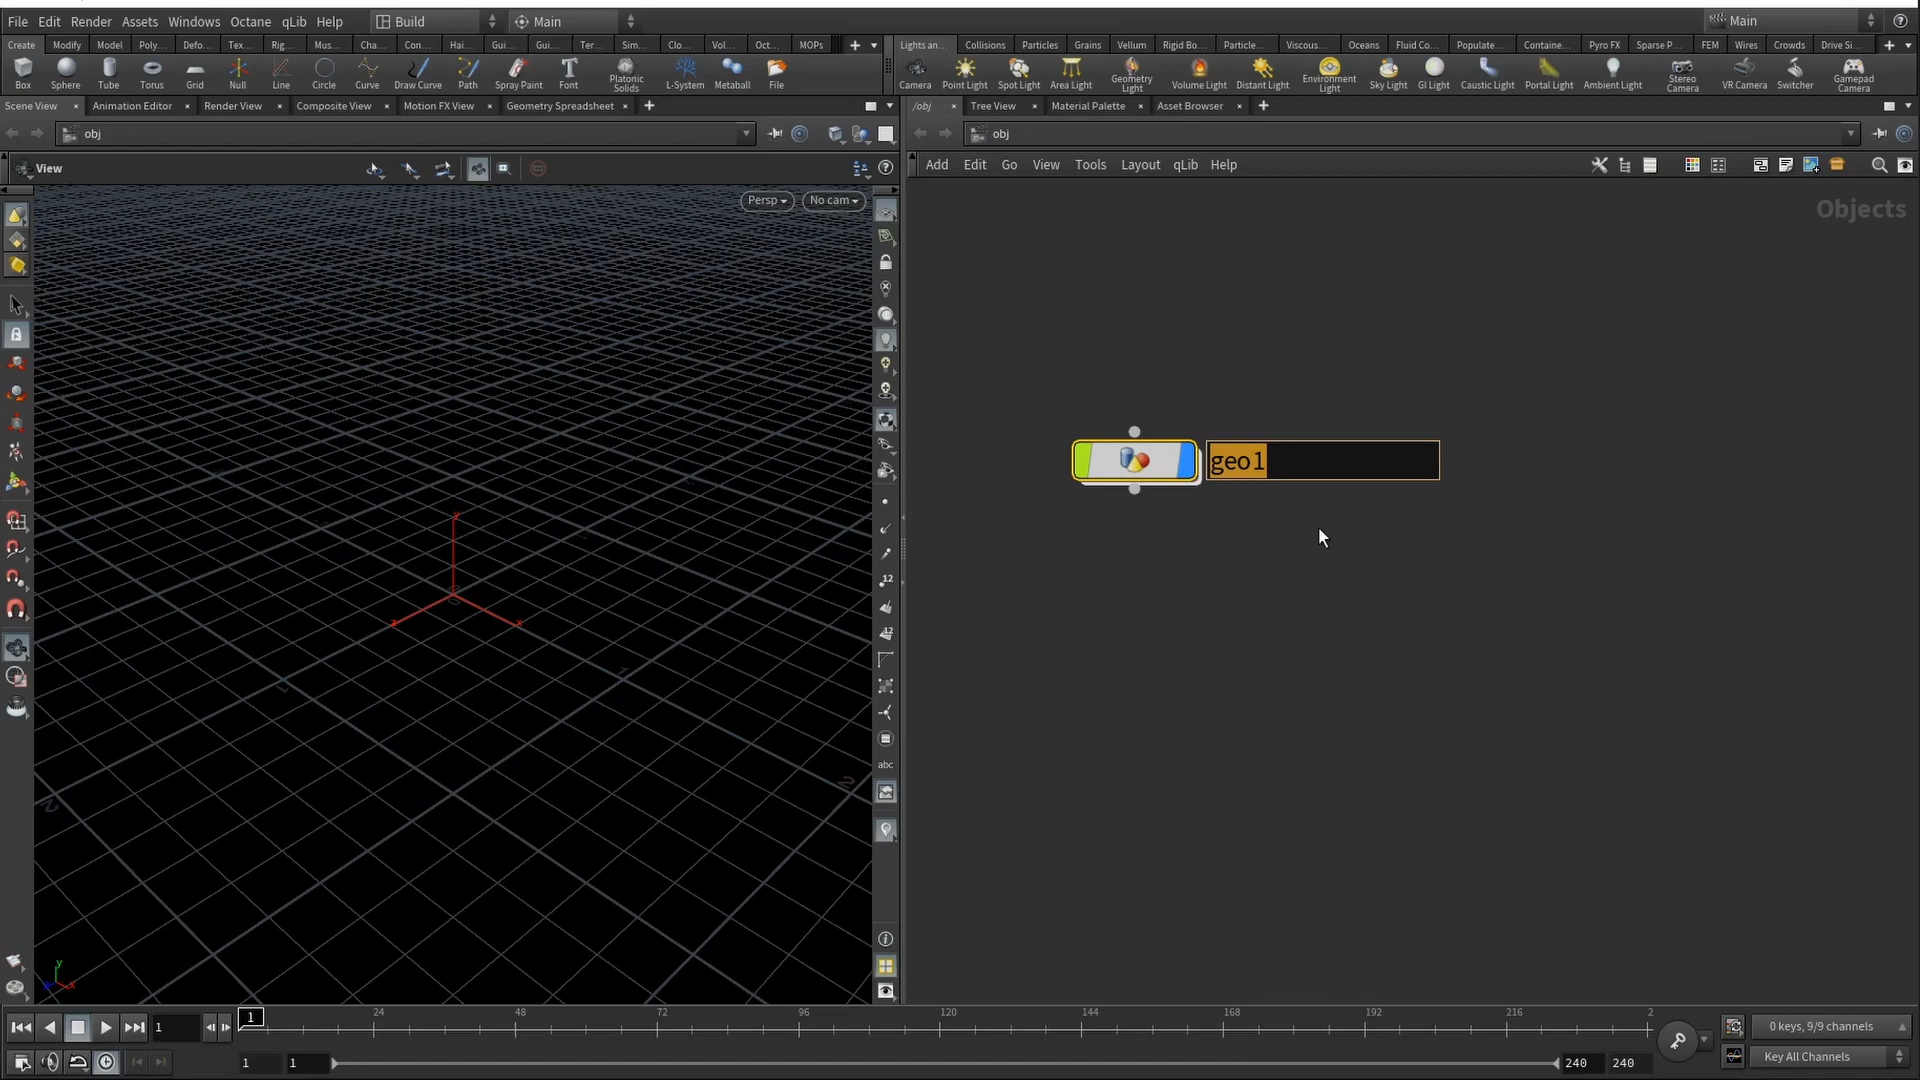 File Edit Render Assets Windows Octane qLib Help Build Main Main
Create Modify Model Poly... Defo... Tex... Rig... Mus... Cha... Con... Hai... Gui... Gui... Ter... Sim... Clo... Vol... Oct... MOPs
Lights an... Collisions Particles Grains Vellum Rigid Bo... Particle... Viscous... Oceans Fluid Co... Populate... Containe... Pyro FX Sparse P... FEM Wires Crowds Drive Si...
Box Sphere Tube Torus Grid Null Line Circle Curve Draw Curve Path Spray Paint Font Platonic Solids L-System Metaball File
Camera Point Light Spot Light Area Light Geometry Light Volume Light Distant Light Environment Light Sky Light GI Light Caustic Light Portal Light Ambient Light Stereo Camera VR Camera Switcher Gamepad Camera
Scene View Animation Editor Render View Composite View Motion FX View Geometry Spreadsheet
/obj Tree View Material Palette Asset Browser
obj
obj
View
Add Edit Go View Tools Layout qLib Help
Persp No cam
Objects
geo1
y
z
x
1
2
2
12
12
abc
y
x
1
1 24 48 72 96 120 144 168 192 216 2
0 keys, 9/9 channels
1 1 240 240
Key All Channels